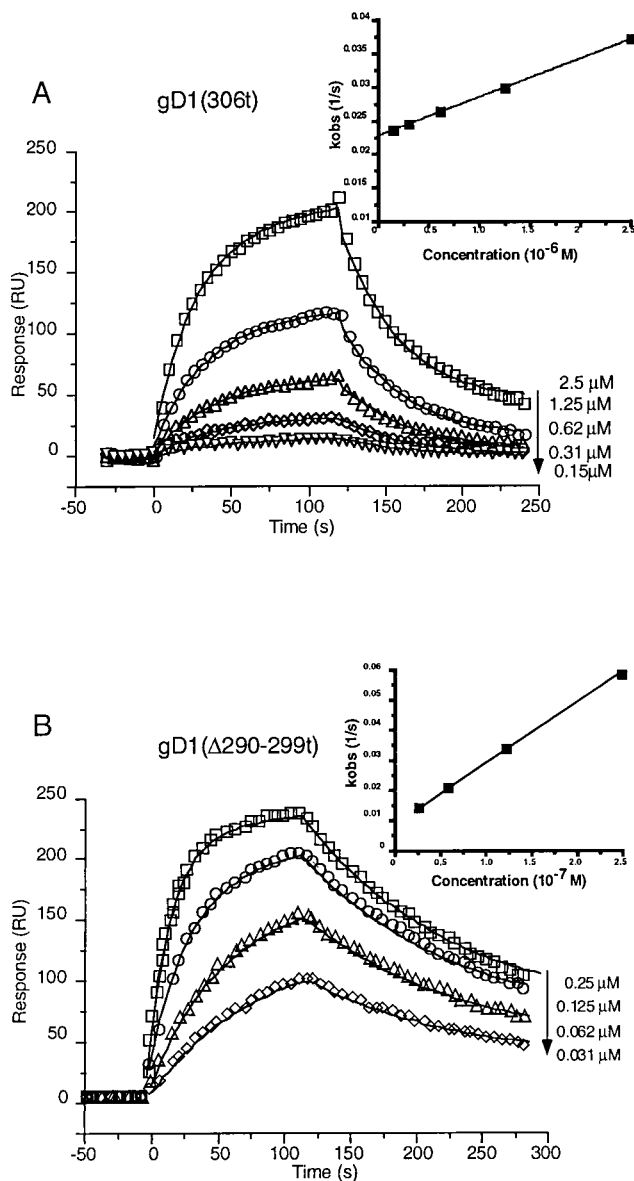 A
gD1(306t)
kobs (1/s)
0.04
0.035
0.03
0.025
0.02
0.015
0.01
0
0.5
1.0
1.5
2.0
2.5
Concentration (10⁻⁶ M)
Response (RU)
250
200
150
100
50
0
-50
0
50
100
150
200
250
Time (s)
2.5 µM
1.25 µM
0.62 µM
0.31 µM
0.15µM
B
gD1(Δ290-299t)
kobs (1/s)
0.06
0.05
0.04
0.03
0.02
0.01
0
0
0.5
1.0
1.5
2.0
2.5
Concentration (10⁻⁷ M)
Response (RU)
250
200
150
100
50
0
-50
0
50
100
150
200
250
300
Time (s)
0.25 µM
0.125 µM
0.062 µM
0.031 µM